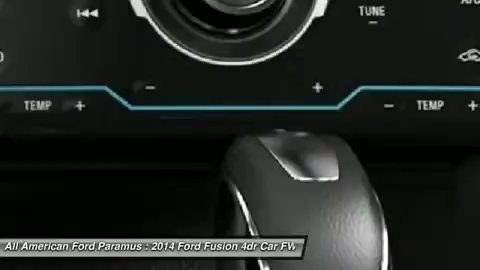 TUNE
A/C
− +
TEMP + − TEMP +
All American Ford Paramus : 2014 Ford Fusion 4dr Car FW